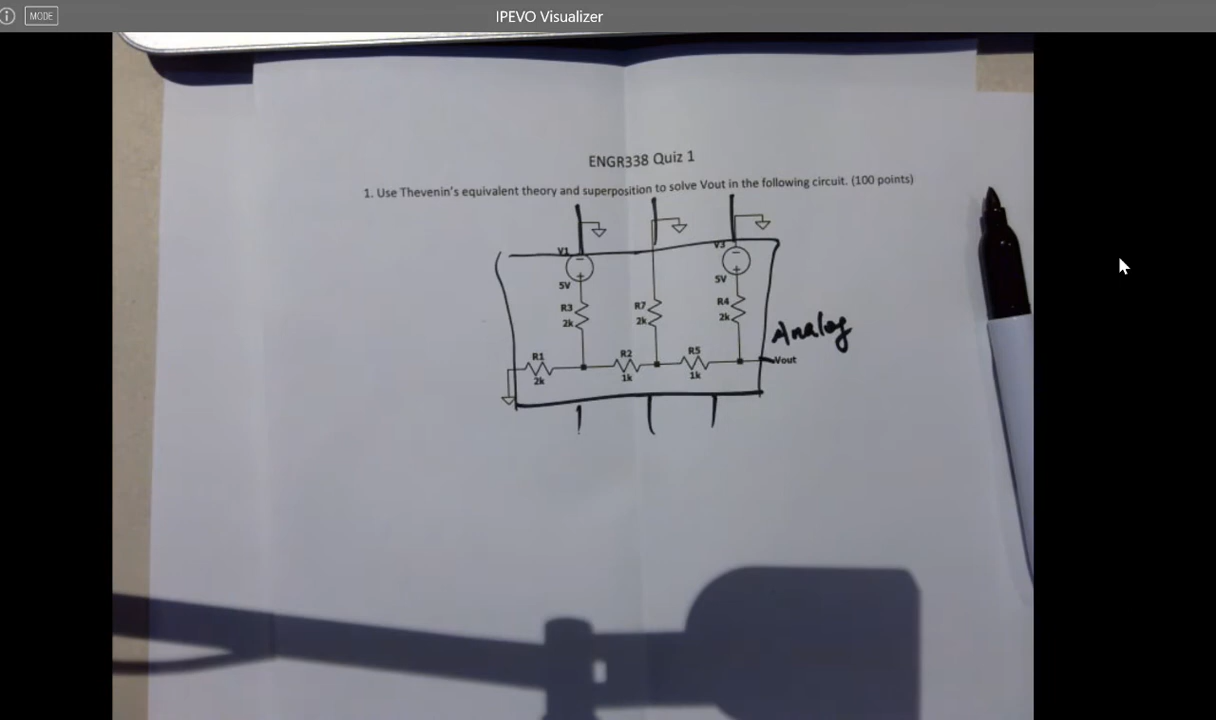 MODE
IPEVO Visualizer
ENGR338 Quiz 1
1. Use Thevenin's equivalent theory and superposition to solve Vout in the following circuit. (100 points)
V1
V3
5V
5V
R3
2k
R7
2k
R4
2k
Analog
R1
2k
R2
1k
R5
1k
Vout